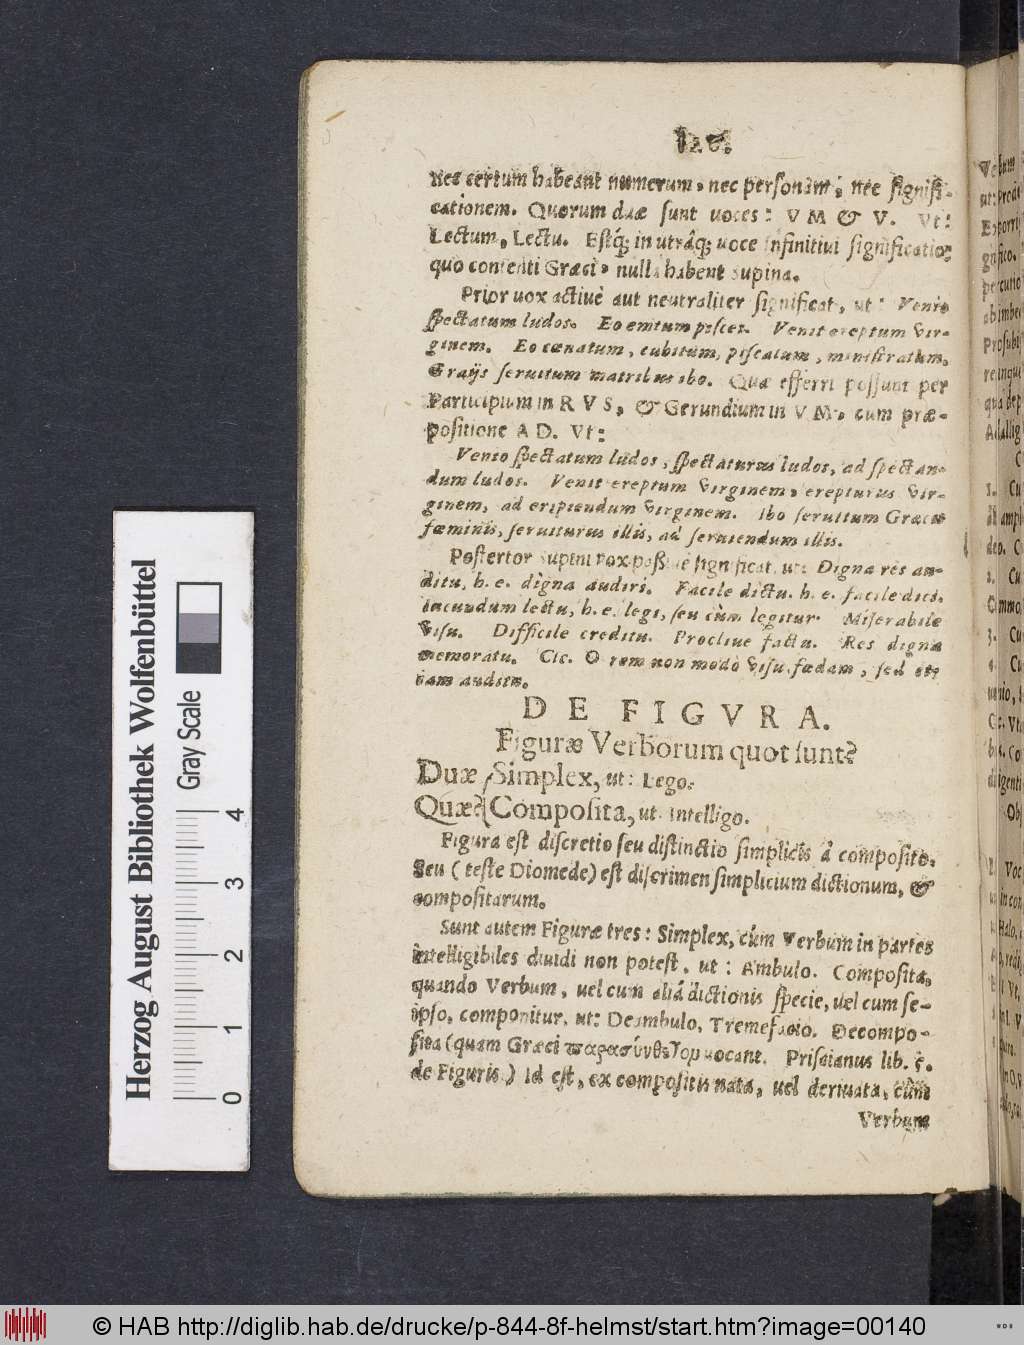 126.
nec certum habeant numerum, nec personam, nec signifi-
cationem. Quorum duæ sunt uoces: VM & V. Vt:
Lectum, Lectu. Estq́; in utrâq; uoce infinitiui significatio:
quo contenti Græci, nulla habent supina.
Prior uox actiuè aut neutraliter significat, ut: Venio
spectatum ludos. Eo emtum pisces. Venit ereptum vir-
ginem. Eo cœnatum, cubitum, piscatum, ministratum.
Graijs seruitum matribus ibo. Quæ efferri possunt per
Participium in RVS, & Gerundium in VM, cum præ-
positione AD. Vt:
Venio spectatum ludos, spectaturus ludos, ad spectan-
dum ludos. Venit ereptum virginem, erepturus vir-
ginem, ad eripiendum virginem. Ibo seruitum Græcis
fœminis, seruiturus illis, ad seruiendum illis.
Posterior supini vox passiuè significat, ut: Digna res au-
ditu, h. e. digna audiri. Facile dictu. h. e. facile dici.
Iucundum lectu, h. e. legi, seu cùm legitur. Miserabile
visu. Difficile creditu. Procliue factu. Res digna
memoratu. Cic. O rem non modò visu fœdam, sed et-
iam auditu.
DE FIGVRA.
Figuræ Verborum quot sunt?
Duæ Simplex, ut: Lego.
Quæ? Composita, ut Intelligo.
Figura est discretio seu distinctio simplicis à composito.
Seu (teste Diomede) est discrimen simplicium dictionum, &
compositarum.
Sunt autem Figuræ tres: Simplex, cùm Verbum in partes
intelligibiles diuidi non potest, ut: Ambulo. Composita,
quando Verbum, uel cum aliâ dictionis specie, uel cum se-
ipso, componitur, ut: Deambulo, Tremefacio. Decompo-
sita (quam Græci παρασύνθετον uocant. Priscianus lib. 5.
de Figuris) Id est, ex compositis nata, uel deriuata, cùm
Verbum
Herzog August Bibliothek Wolfenbüttel
Gray Scale
0 1 2 3 4
© HAB http://diglib.hab.de/drucke/p-844-8f-helmst/start.htm?image=00140